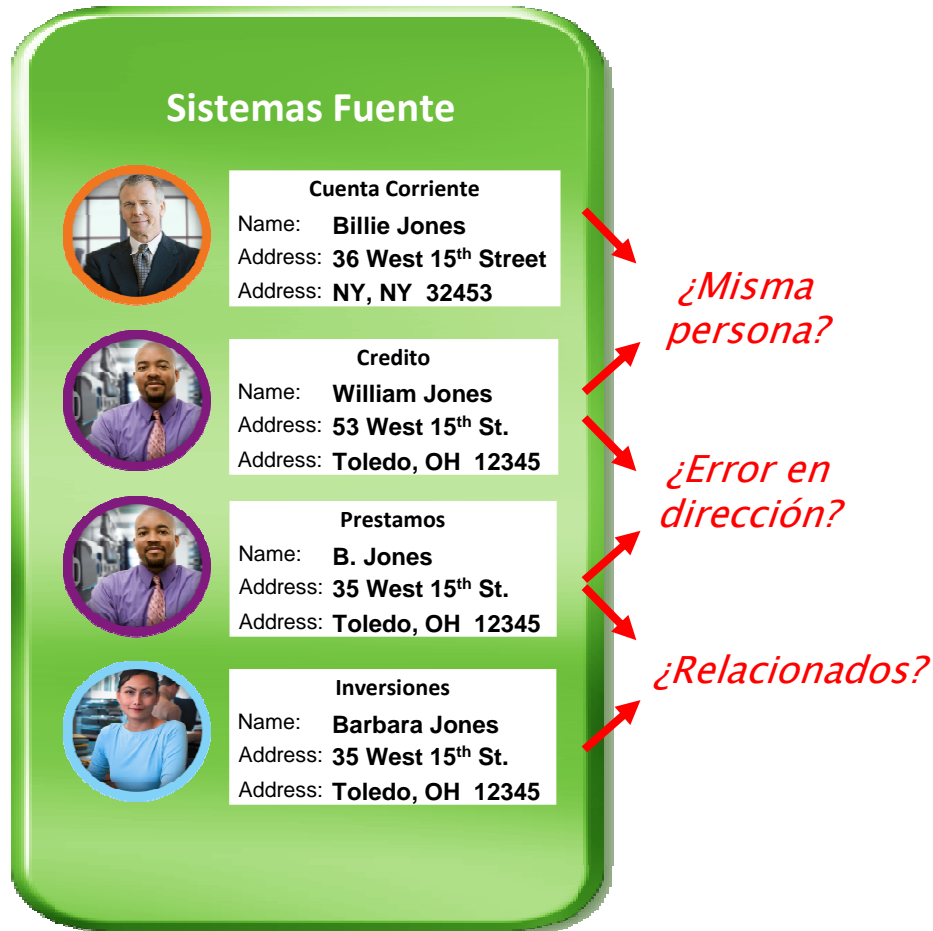 Sistemas Fuente
Cuenta Corriente
Name: Billie Jones
Address: 36 West 15th Street
Address: NY, NY 32453
¿Misma
persona?
Credito
Name: William Jones
Address: 53 West 15th St.
Address: Toledo, OH 12345
¿Error en
dirección?
Prestamos
Name: B. Jones
Address: 35 West 15th St.
Address: Toledo, OH 12345
¿Relacionados?
Inversiones
Name: Barbara Jones
Address: 35 West 15th St.
Address: Toledo, OH 12345